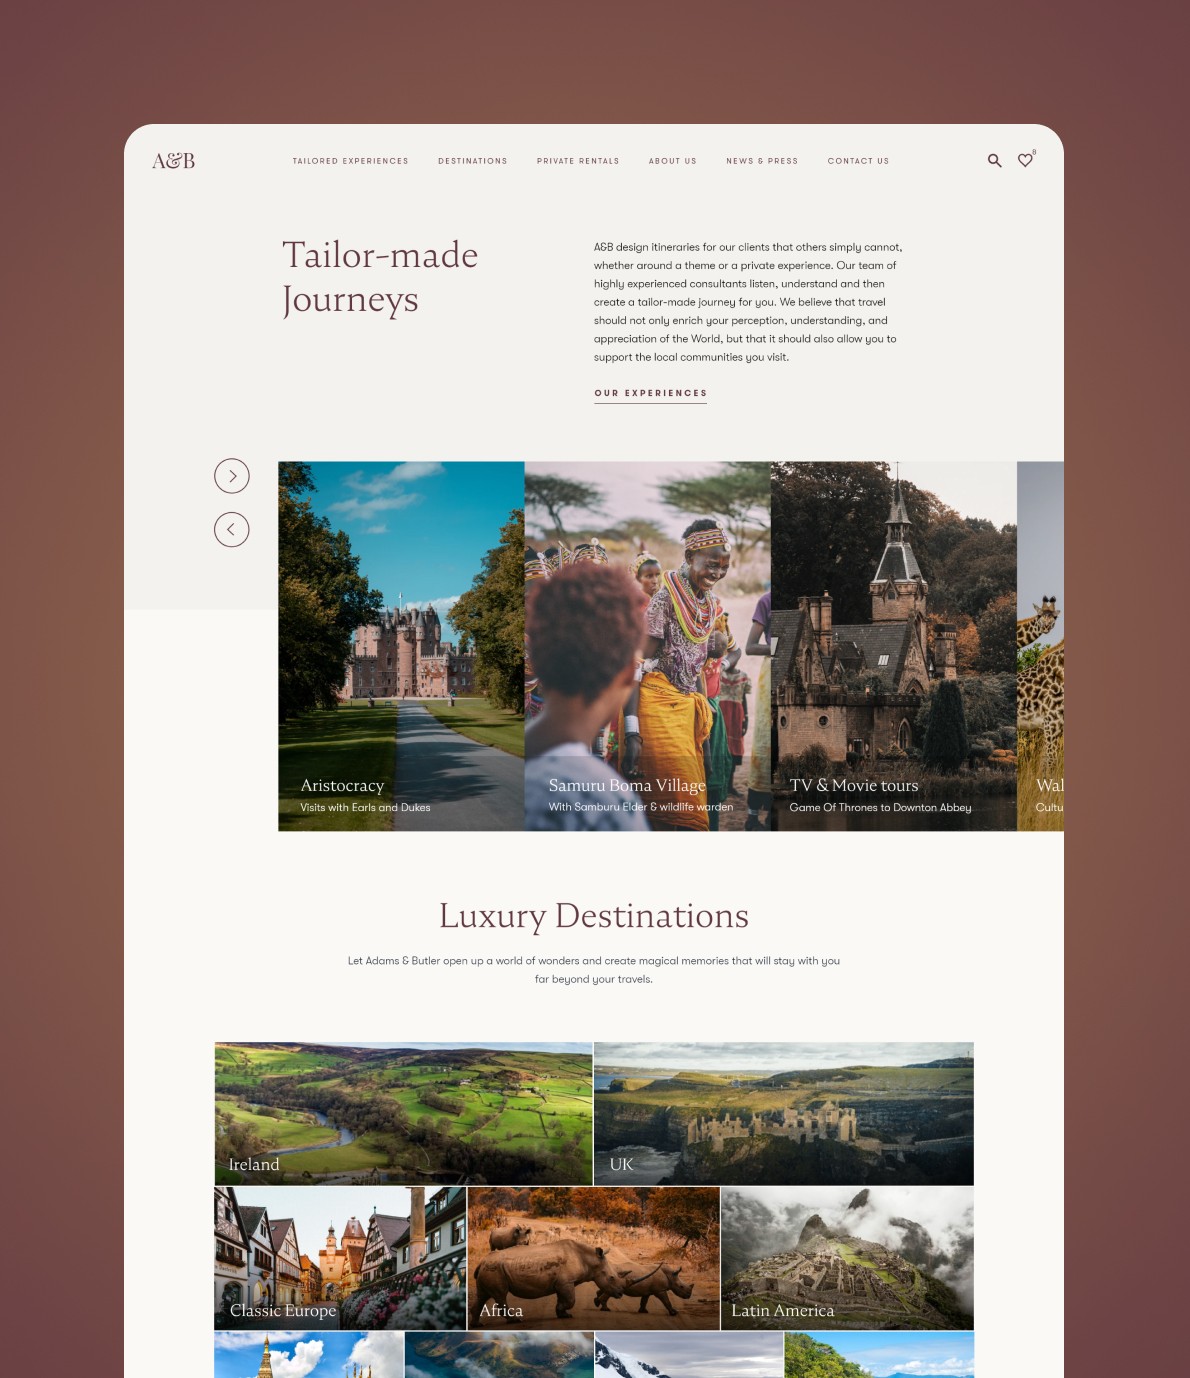 A&B
TAILORED EXPERIENCES
DESTINATIONS
PRIVATE RENTALS
ABOUT US
NEWS & PRESS
CONTACT US
Tailor-made
Journeys
A&B design itineraries for our clients that others simply cannot,
whether around a theme or a private experience. Our team of
highly experienced consultants listen, understand and then
create a tailor-made journey for you. We believe that travel
should not only enrich your perception, understanding, and
appreciation of the World, but that it should also allow you to
support the local communities you visit.
OUR EXPERIENCES
Aristocracy
Visits with Earls and Dukes
Samuru Boma Village
With Samburu Elder & wildlife warden
TV & Movie tours
Game Of Thrones to Downton Abbey
Wal
Cultu
Luxury Destinations
Let Adams & Butler open up a world of wonders and create magical memories that will stay with you
far beyond your travels.
Ireland
UK
Classic Europe
Africa
Latin America